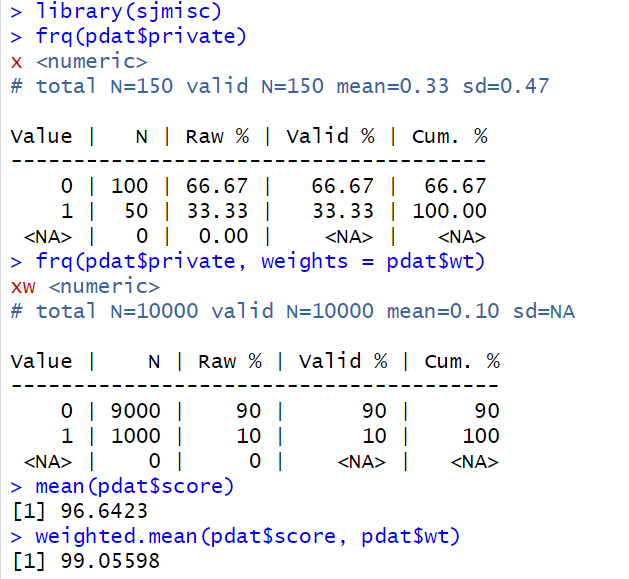 > library(sjmisc)
> frq(pdat$private)
x <numeric>
# total N=150 valid N=150 mean=0.33 sd=0.47

Value |   N | Raw % | Valid % | Cum. %
--------------------------------------
    0 | 100 | 66.67 |   66.67 |  66.67
    1 |  50 | 33.33 |   33.33 | 100.00
 <NA> |   0 |  0.00 |    <NA> |   <NA>
> frq(pdat$private, weights = pdat$wt)
xw <numeric>
# total N=10000 valid N=10000 mean=0.10 sd=NA

Value |    N | Raw % | Valid % | Cum. %
---------------------------------------
    0 | 9000 |    90 |      90 |     90
    1 | 1000 |    10 |      10 |    100
 <NA> |    0 |     0 |    <NA> |   <NA>
> mean(pdat$score)
[1] 96.6423
> weighted.mean(pdat$score, pdat$wt)
[1] 99.05598